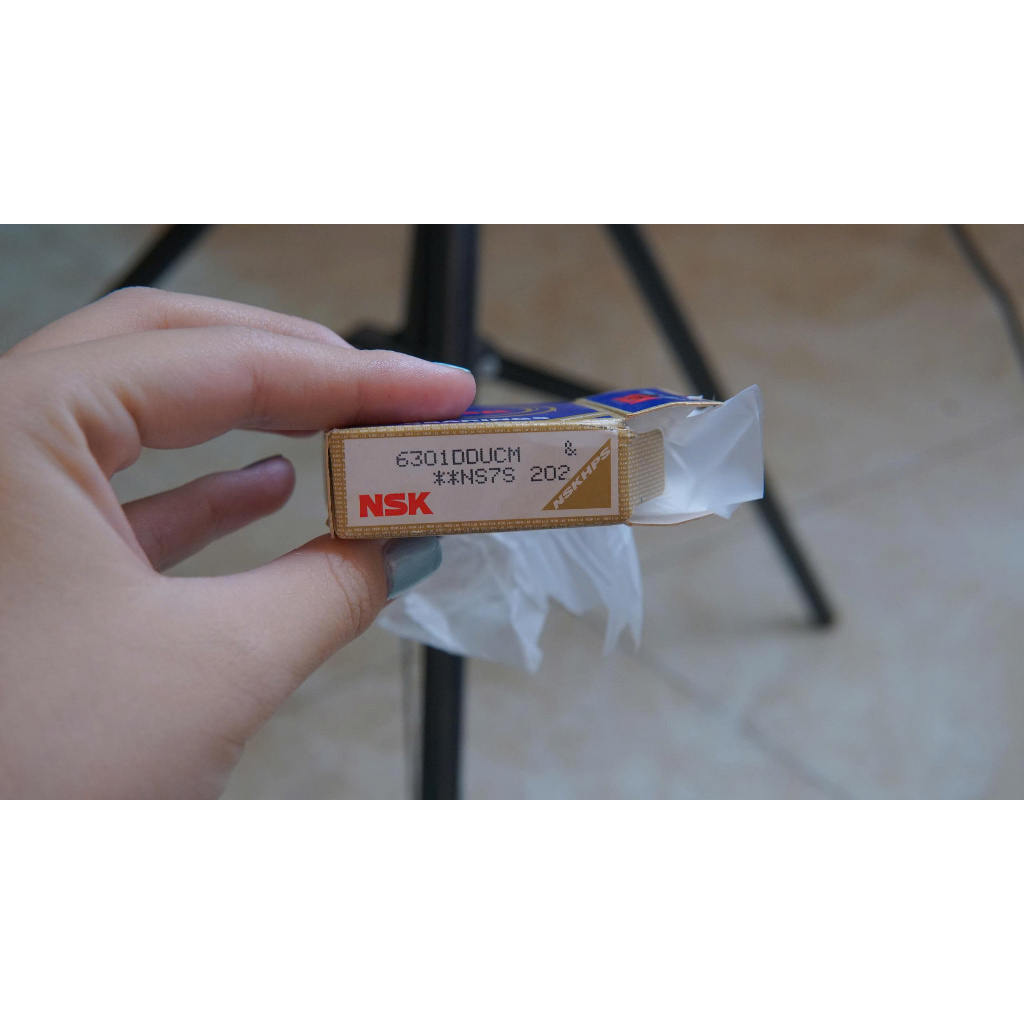 6301DDUCM &
**NS7S 202
NSK
NSKHPS